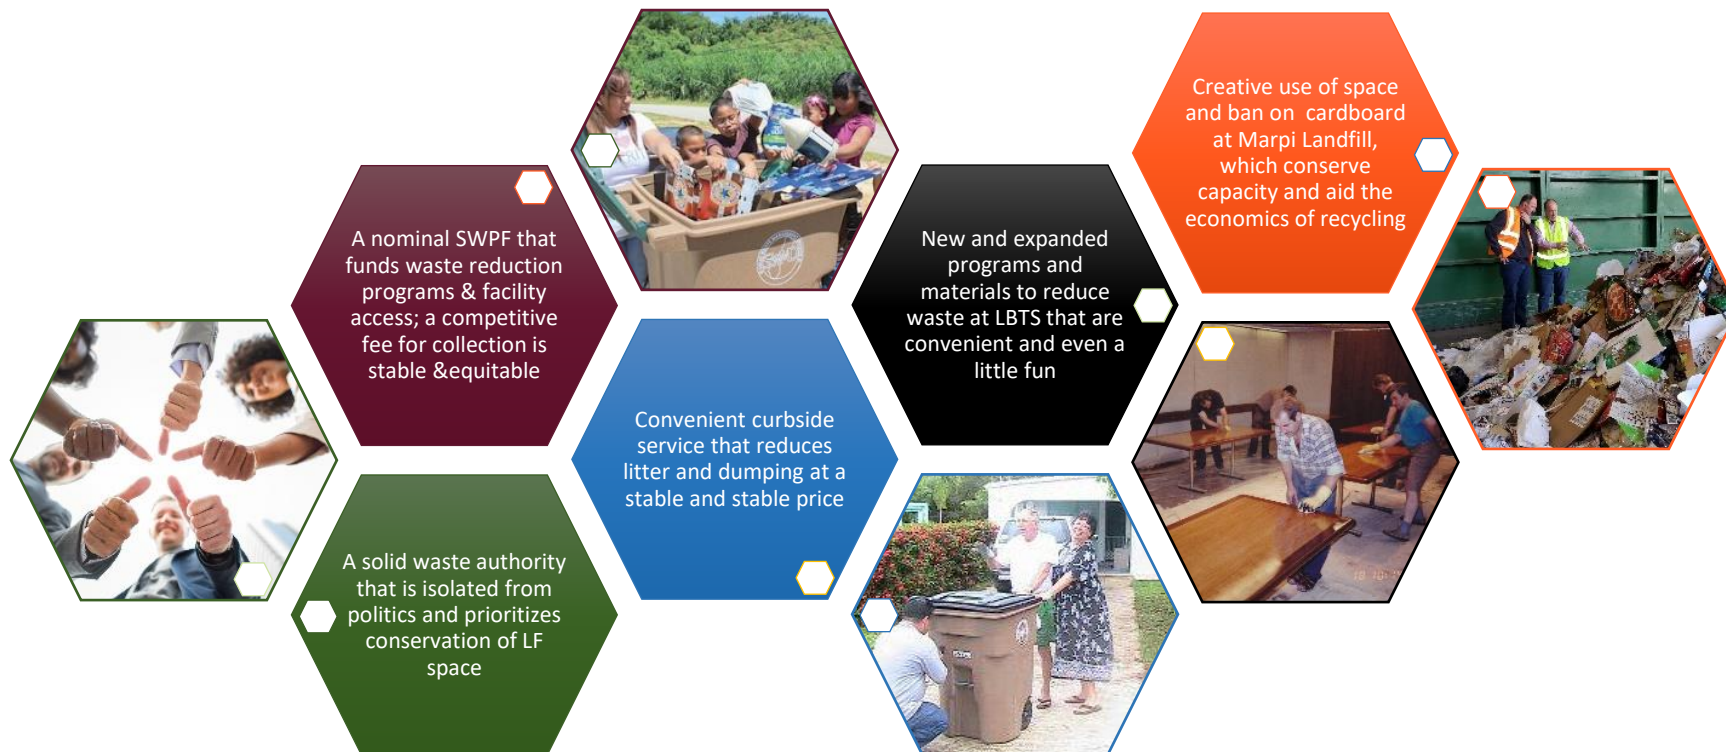 A nominal SWPF that
funds waste reduction
programs & facility
access; a competitive
fee for collection is
stable &equitable
A solid waste authority
that is isolated from
politics and prioritizes
conservation of LF
space
Convenient curbside
service that reduces
litter and dumping at a
stable and stable price
New and expanded
programs and
materials to reduce
waste at LBTS that are
convenient and even a
little fun
Creative use of space
and ban on cardboard
at Marpi Landfill,
which conserve
capacity and aid the
economics of recycling